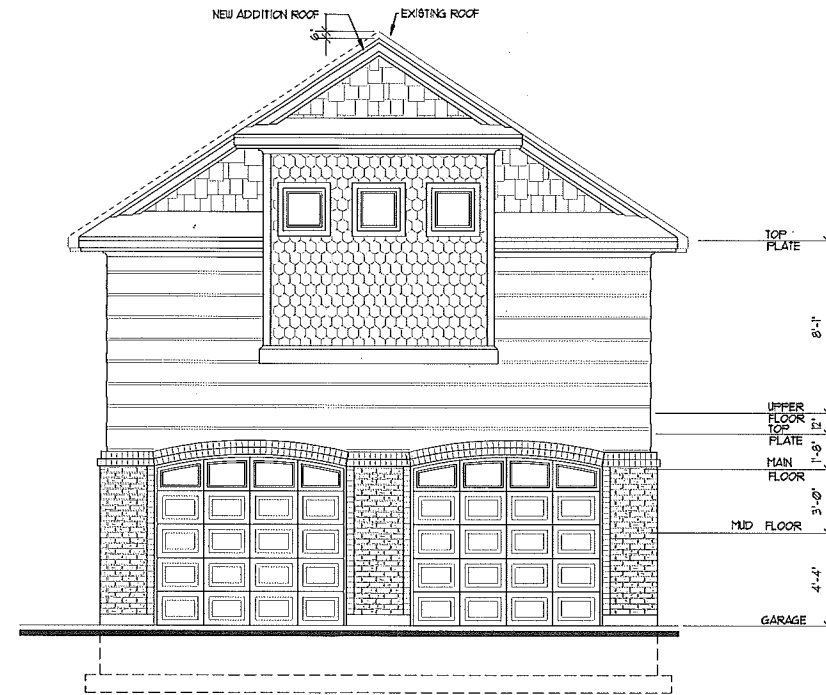 NEW ADDITION ROOF
EXISTING ROOF
6"
TOP
PLATE
8'-1"
UPPER
FLOOR
12"
TOP
PLATE
1'-8"
MAIN
FLOOR
3'-0"
MUD FLOOR
4'-4"
GARAGE